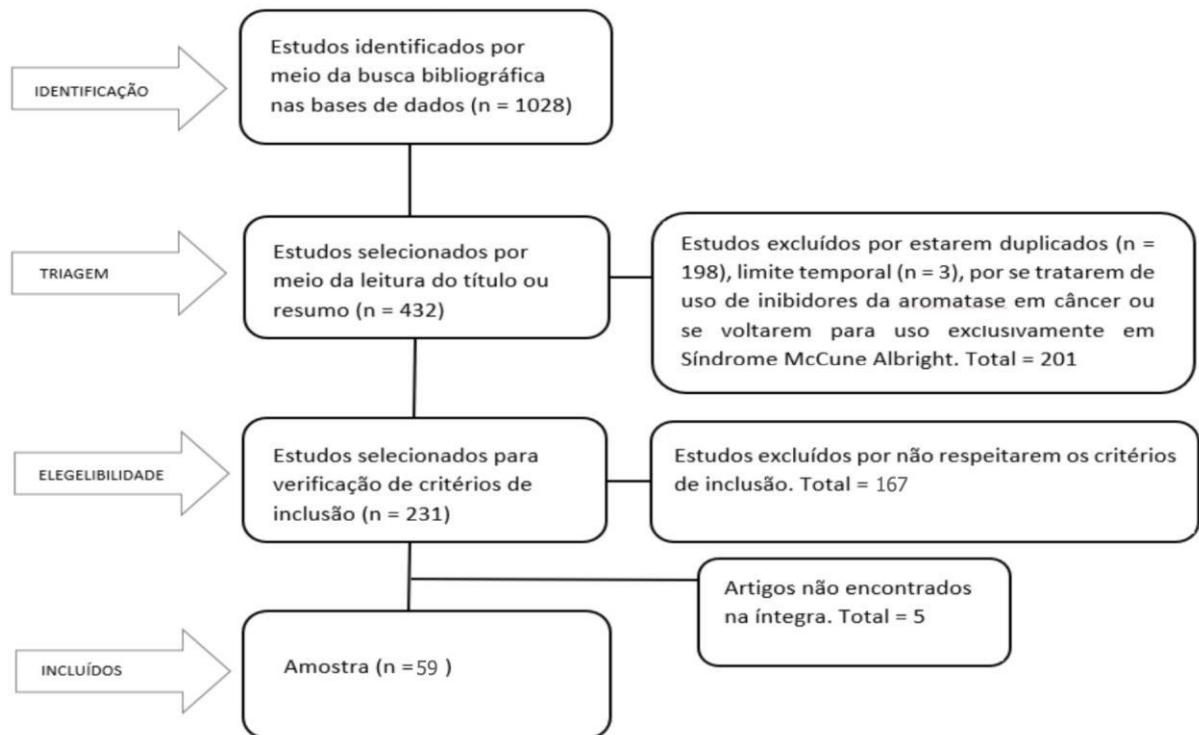 IDENTIFICAÇÃO
Estudos identificados por
meio da busca bibliográfica
nas bases de dados (n = 1028)
TRIAGEM
Estudos selecionados por
meio da leitura do título ou
resumo (n = 432)
Estudos excluídos por estarem duplicados (n =
198), limite temporal (n = 3), por se tratarem de
uso de inibidores da aromatase em câncer ou
se voltarem para uso exclusivamente em
Síndrome McCune Albright. Total = 201
ELEGELIBILIDADE
Estudos selecionados para
verificação de critérios de
inclusão (n = 231)
Estudos excluídos por não respeitarem os critérios
de inclusão. Total = 167
Artigos não encontrados
na íntegra. Total = 5
INCLUÍDOS
Amostra (n =59 )